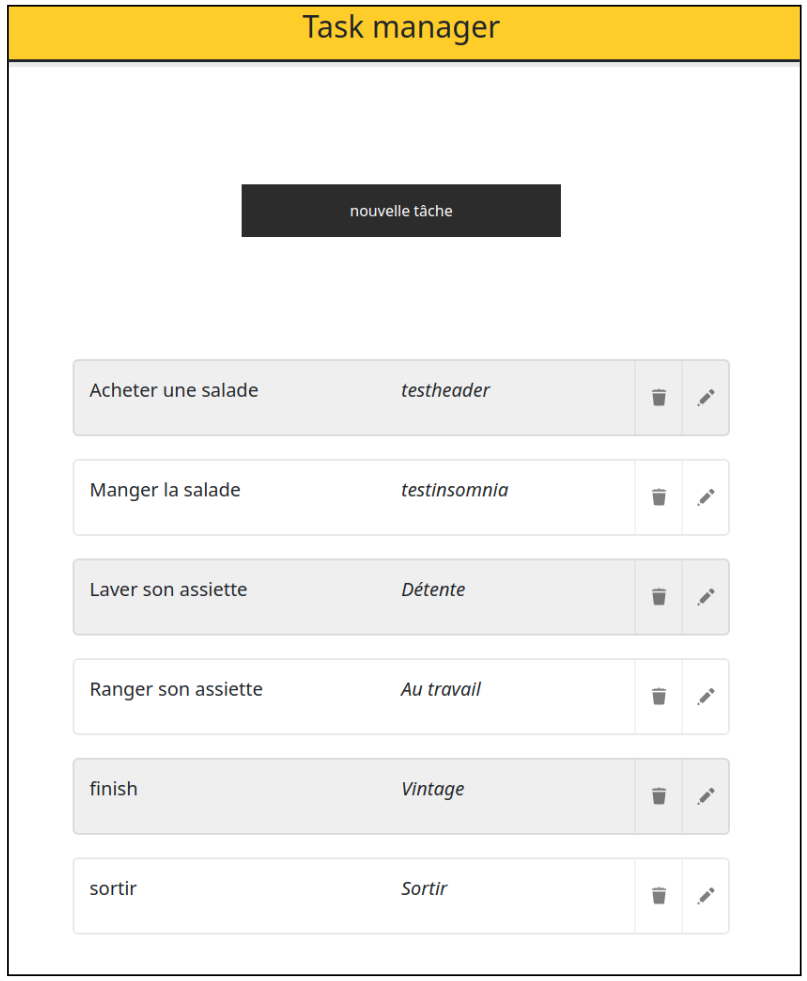 Task manager
nouvelle tâche
Acheter une salade testheader
Manger la salade testinsomnia
Laver son assiette Détente
Ranger son assiette Au travail
finish Vintage
sortir Sortir